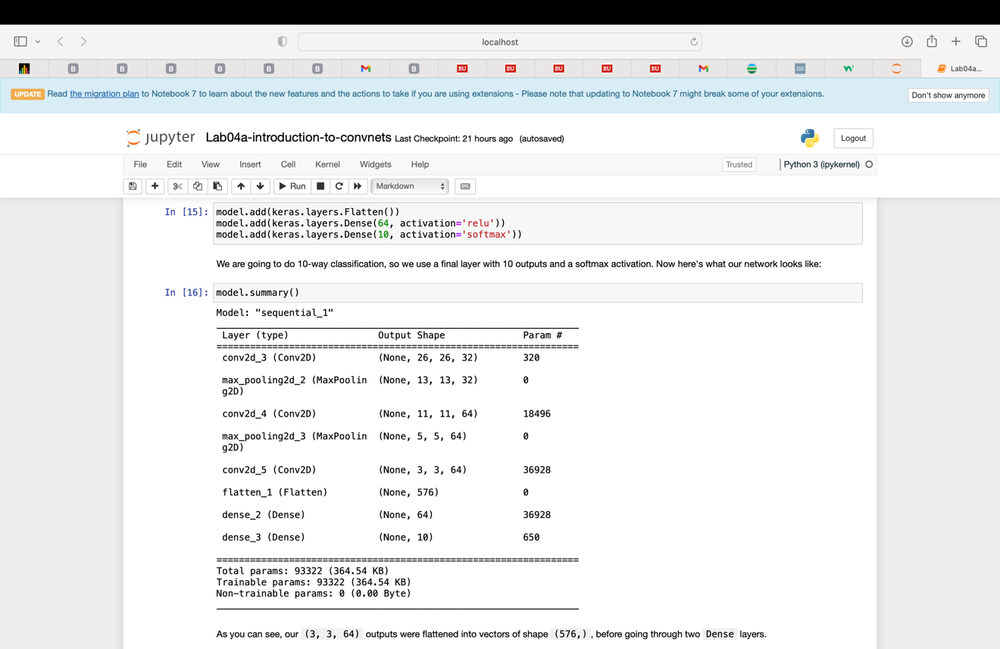 localhost
B B B B B B B BU BU BU BU BU Lab04a...
UPDATE Read the migration plan to Notebook 7 to learn about the new features and the actions to take if you are using extensions - Please note that updating to Notebook 7 might break some of your extensions. Don't show anymore
jupyter Lab04a-introduction-to-convnets Last Checkpoint: 21 hours ago (autosaved) Logout
File Edit View Insert Cell Kernel Widgets Help Trusted Python 3 (ipykernel)
Run Markdown
In [15]: model.add(keras.layers.Flatten())
model.add(keras.layers.Dense(64, activation='relu'))
model.add(keras.layers.Dense(10, activation='softmax'))
We are going to do 10-way classification, so we use a final layer with 10 outputs and a softmax activation. Now here's what our network looks like:
In [16]: model.summary()
Model: "sequential_1"
Layer (type) Output Shape Param #
=================================================================
conv2d_3 (Conv2D) (None, 26, 26, 32) 320
max_pooling2d_2 (MaxPoolin (None, 13, 13, 32) 0
g2D)
conv2d_4 (Conv2D) (None, 11, 11, 64) 18496
max_pooling2d_3 (MaxPoolin (None, 5, 5, 64) 0
g2D)
conv2d_5 (Conv2D) (None, 3, 3, 64) 36928
flatten_1 (Flatten) (None, 576) 0
dense_2 (Dense) (None, 64) 36928
dense_3 (Dense) (None, 10) 650
=================================================================
Total params: 93322 (364.54 KB)
Trainable params: 93322 (364.54 KB)
Non-trainable params: 0 (0.00 Byte)
As you can see, our (3, 3, 64) outputs were flattened into vectors of shape (576,) , before going through two Dense layers.